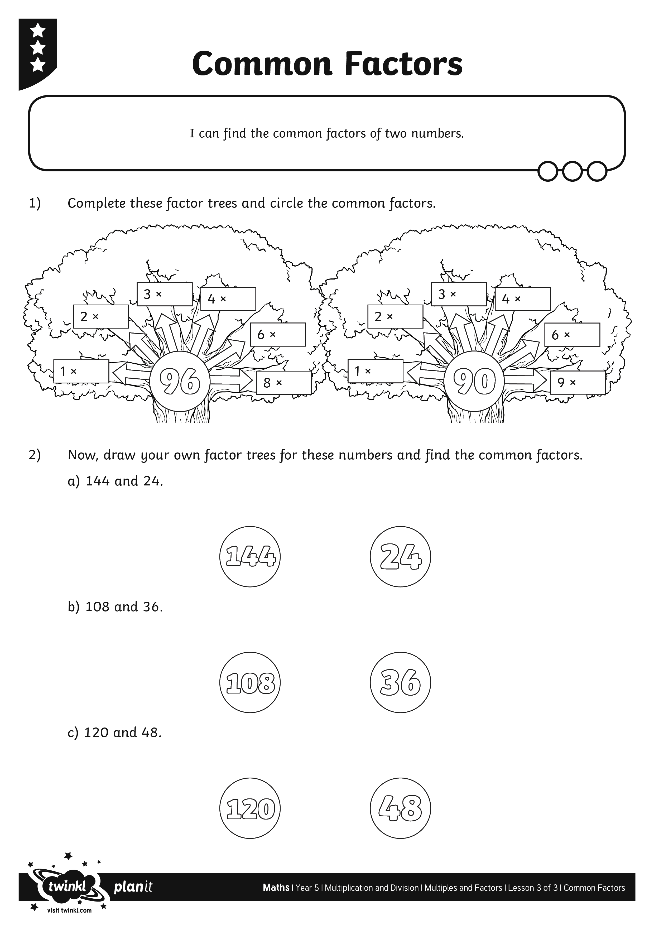 Common Factors
I can find the common factors of two numbers.
1) Complete these factor trees and circle the common factors.
3 × 4 × 3 × 4 ×
2 × 2 ×
6 × 6 ×
1 × 96 8 × 1 × 90 9 ×
2) Now, draw your own factor trees for these numbers and find the common factors.
a) 144 and 24.
144 24
b) 108 and 36.
108 36
c) 120 and 48.
120 48
twinkl planit Maths | Year 5 | Multiplication and Division | Multiples and Factors | Lesson 3 of 3 | Common Factors
visit twinkl.com